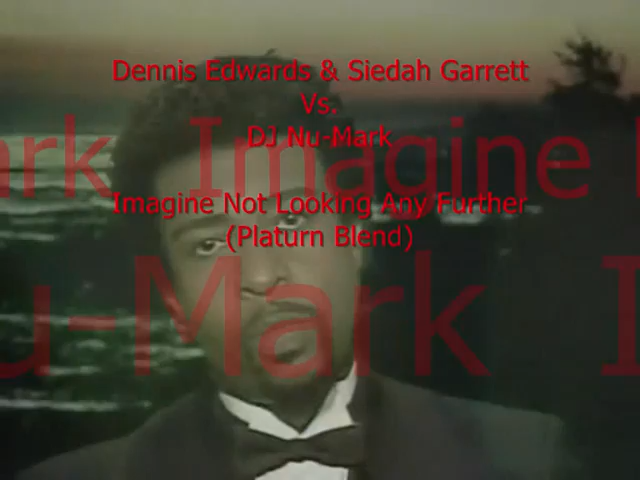 Dennis Edwards & Siedah Garrett
Vs.
DJ Nu-Mark
ark Imagine
Imagine Not Looking Any Further
(Platurn Blend)
u-Mark I